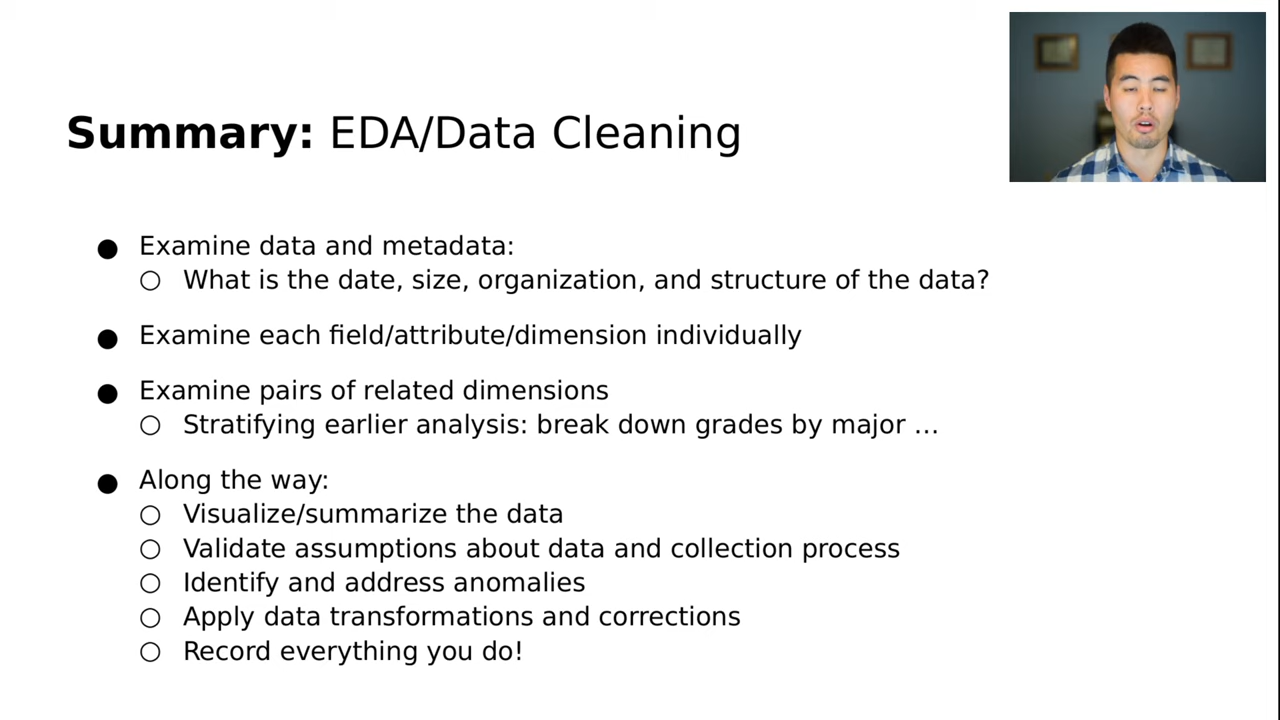 Summary: EDA/Data Cleaning
● Examine data and metadata:
○ What is the date, size, organization, and structure of the data?
● Examine each field/attribute/dimension individually
● Examine pairs of related dimensions
○ Stratifying earlier analysis: break down grades by major …
● Along the way:
○ Visualize/summarize the data
○ Validate assumptions about data and collection process
○ Identify and address anomalies
○ Apply data transformations and corrections
○ Record everything you do!